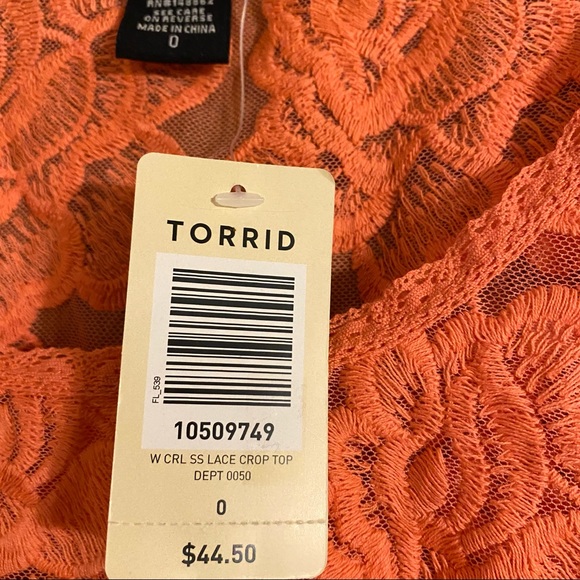 SEE CARE
ON REVERSE
MADE IN CHINA
0
TORRID
FL_539
10509749
W CRL SS LACE CROP TOP
DEPT 0050
0
$44.50